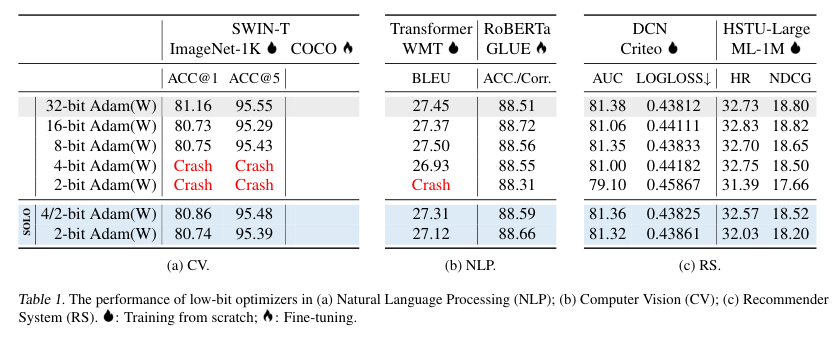 SWIN-T
ImageNet-1K COCO
ACC@1 ACC@5
32-bit Adam(W) 81.16 95.55
16-bit Adam(W) 80.73 95.29
8-bit Adam(W) 80.75 95.43
4-bit Adam(W) Crash Crash
2-bit Adam(W) Crash Crash
SOLO
4/2-bit Adam(W) 80.86 95.48
2-bit Adam(W) 80.74 95.39
(a) CV.
Transformer RoBERTa
WMT GLUE
BLEU ACC./Corr.
27.45 88.51
27.37 88.72
27.50 88.56
26.93 88.55
Crash 88.31
27.31 88.59
27.12 88.66
(b) NLP.
DCN HSTU-Large
Criteo ML-1M
AUC LOGLOSS↓ HR NDCG
81.38 0.43812 32.73 18.80
81.06 0.44111 32.83 18.82
81.35 0.43833 32.70 18.65
81.00 0.44182 32.75 18.50
79.10 0.45867 31.39 17.66
81.36 0.43825 32.57 18.52
81.32 0.43861 32.03 18.20
(c) RS.
Table 1. The performance of low-bit optimizers in (a) Natural Language Processing (NLP); (b) Computer Vision (CV); (c) Recommender
System (RS). : Training from scratch; : Fine-tuning.